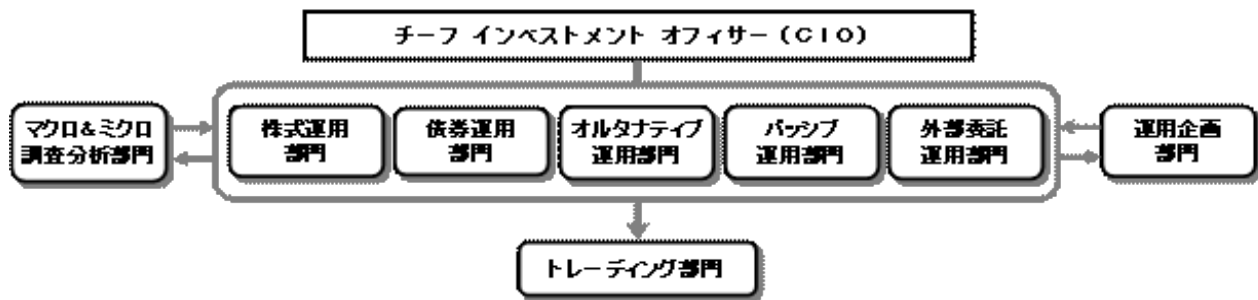 チーフ インベストメント オフィサー(CIO)
マクロ&ミクロ
調査分析部門
株式運用
部門
債券運用
部門
オルタナティブ
運用部門
パッシブ
運用部門
外部委託
運用部門
運用企画
部門
トレーディング部門